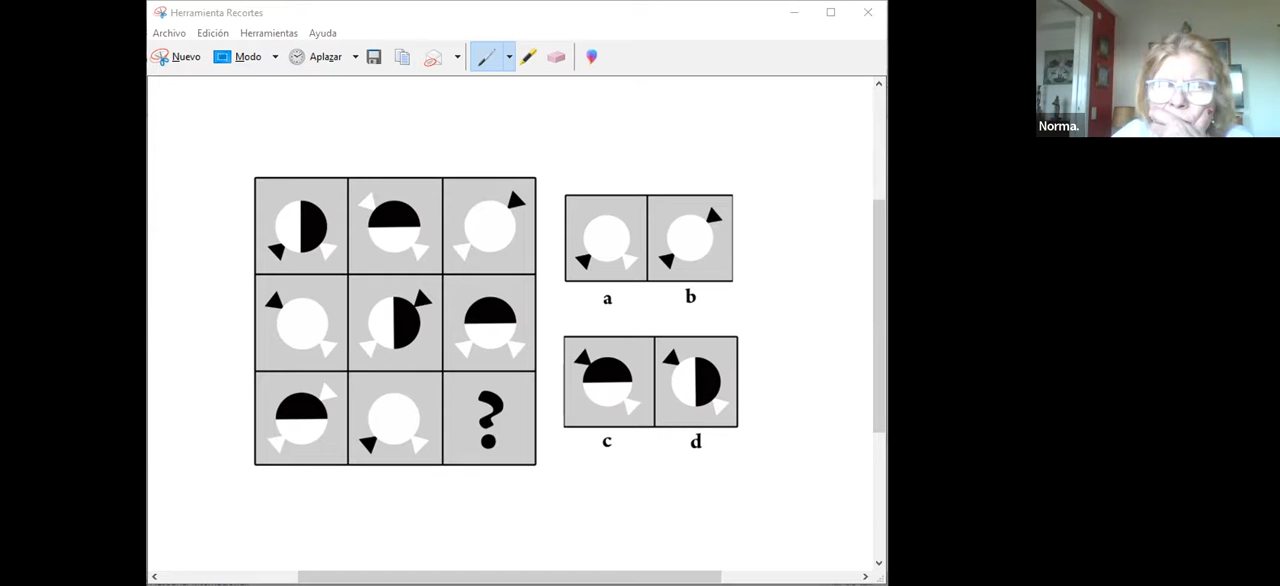 Herramienta Recortes
Archivo Edición Herramientas Ayuda
Nuevo Modo Aplazar
Norma.
?
a b
c d